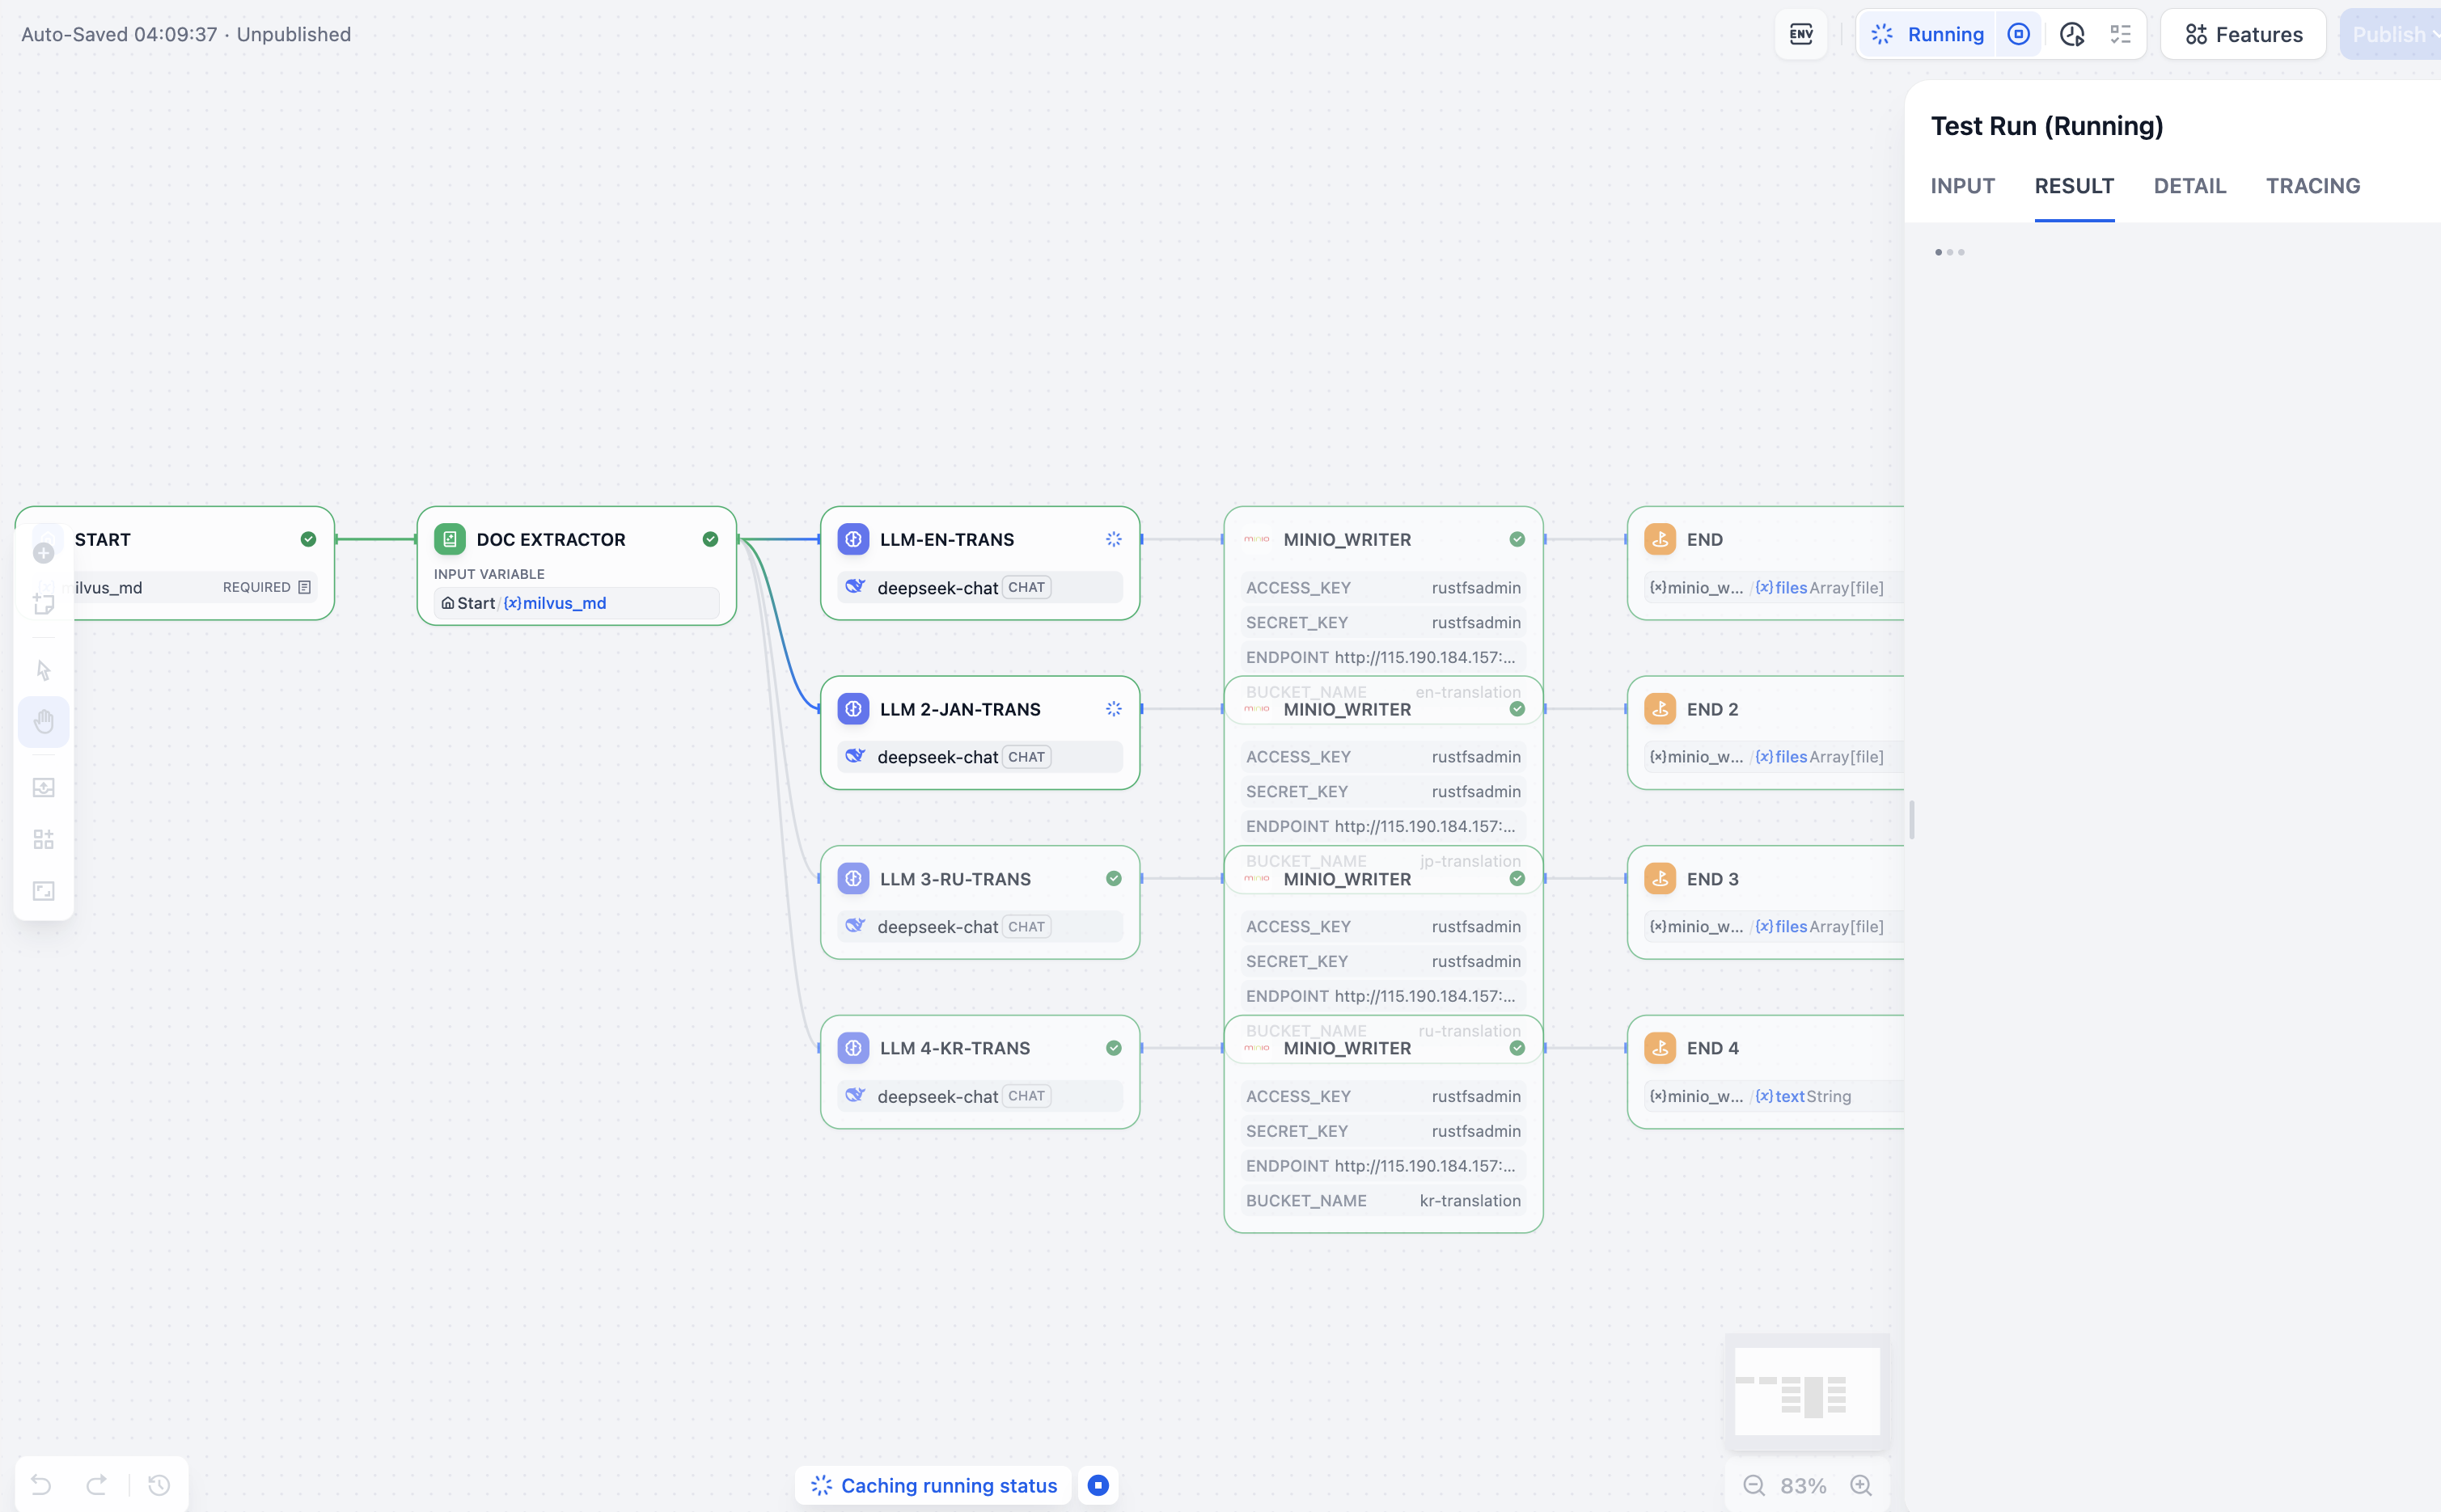 Auto-Saved 04:09:37 · Unpublished
ENV
Running
Features
Publish
Test Run (Running)
INPUT RESULT DETAIL TRACING
START
milvus_md REQUIRED
DOC EXTRACTOR
INPUT VARIABLE
Start / {x} milvus_md
LLM-EN-TRANS
deepseek-chat CHAT
LLM 2-JAN-TRANS
deepseek-chat CHAT
LLM 3-RU-TRANS
deepseek-chat CHAT
LLM 4-KR-TRANS
deepseek-chat CHAT
minio MINIO_WRITER
ACCESS_KEY rustfsadmin
SECRET_KEY rustfsadmin
ENDPOINT http://115.190.184.157:...
BUCKET_NAME en-translation
minio MINIO_WRITER
ACCESS_KEY rustfsadmin
SECRET_KEY rustfsadmin
ENDPOINT http://115.190.184.157:...
BUCKET_NAME jp-translation
minio MINIO_WRITER
ACCESS_KEY rustfsadmin
SECRET_KEY rustfsadmin
ENDPOINT http://115.190.184.157:...
BUCKET_NAME ru-translation
minio MINIO_WRITER
ACCESS_KEY rustfsadmin
SECRET_KEY rustfsadmin
ENDPOINT http://115.190.184.157:...
BUCKET_NAME kr-translation
END
{x} minio_w... / {x} files Array[file]
END 2
{x} minio_w... / {x} files Array[file]
END 3
{x} minio_w... / {x} files Array[file]
END 4
{x} minio_w... / {x} text String
Caching running status
83%